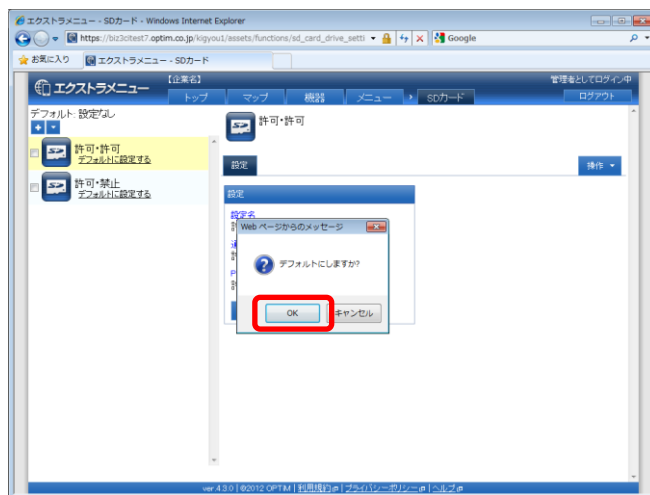 エクストラメニュー - SDカード - Windows Internet Explorer
https://biz3citest7.optim.co.jp/kigyou1/assets/functions/sd_card_drive_setti
Google
お気に入り
エクストラメニュー - SDカード
エクストラメニュー
【企業名】
管理者としてログイン中
トップ
マップ
機器
メニュー
SDカード
ログアウト
デフォルト: 設定なし
許可・許可
デフォルトに設定する
許可・禁止
デフォルトに設定する
許可・許可
設定
操作
設定
設定名
Web ページからのメッセージ
デフォルトにしますか?
OK
キャンセル
ver.4.3.0 | ©2012 OPTiM | 利用規約 | プライバシーポリシー | ヘルプ